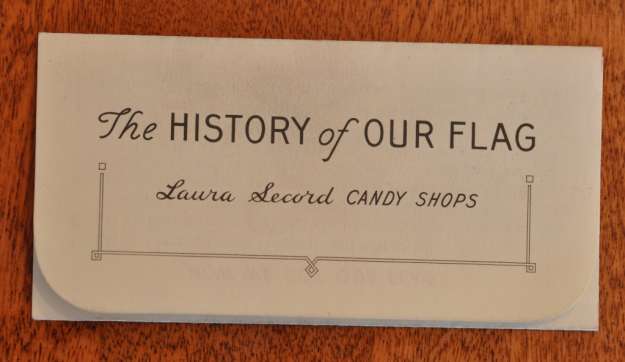 The HISTORY of OUR FLAG
Laura Secord CANDY SHOPS